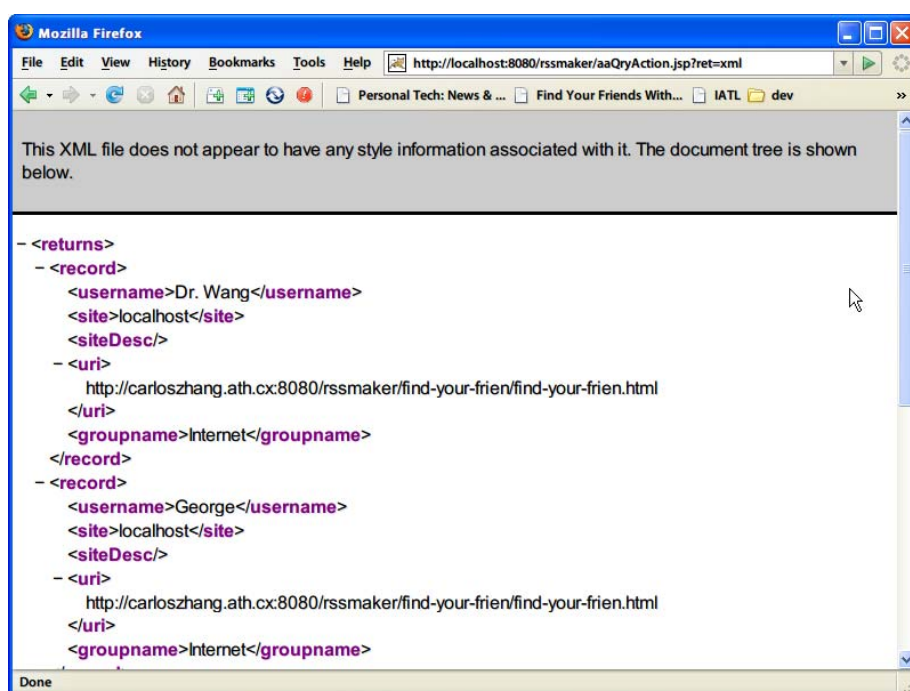 Mozilla Firefox
File Edit View History Bookmarks Tools Help http://localhost:8080/rssmaker/aaQryAction.jsp?ret=xml
Personal Tech: News & ... Find Your Friends With... IATL dev »
This XML file does not appear to have any style information associated with it. The document tree is shown
below.
− <returns>
− <record>
<username>Dr. Wang</username>
<site>localhost</site>
<siteDesc/>
− <uri>
http://carloszhang.ath.cx:8080/rssmaker/find-your-frien/find-your-frien.html
</uri>
<groupname>Internet</groupname>
</record>
− <record>
<username>George</username>
<site>localhost</site>
<siteDesc/>
− <uri>
http://carloszhang.ath.cx:8080/rssmaker/find-your-frien/find-your-frien.html
</uri>
<groupname>Internet</groupname>
Done